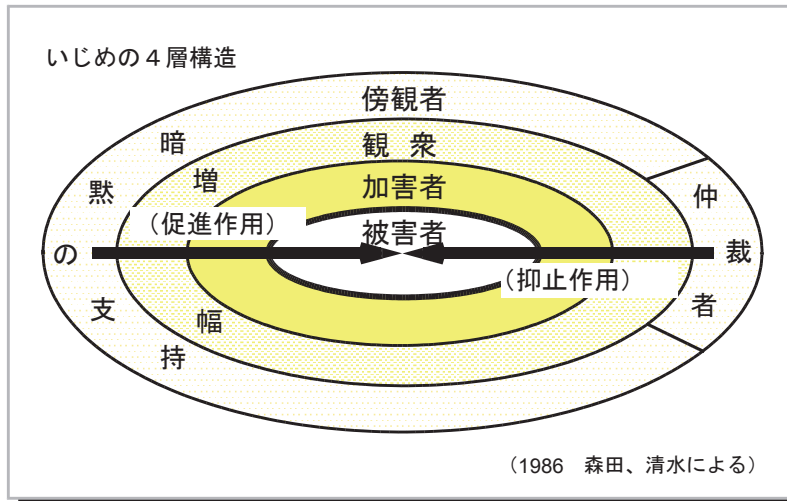 いじめの４層構造
傍観者
観衆
加害者
被害者
暗黙の支持
増幅
（促進作用）
（抑止作用）
仲裁者
（1986　森田、清水による）